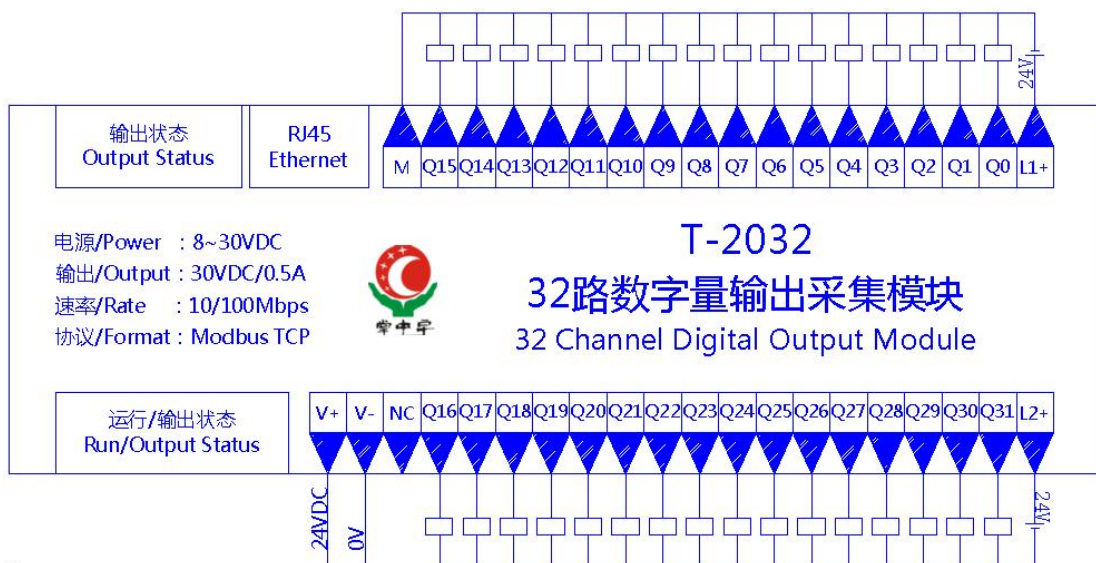 24V
输出状态
Output Status
RJ45
Ethernet
M Q15 Q14 Q13 Q12 Q11 Q10 Q9 Q8 Q7 Q6 Q5 Q4 Q3 Q2 Q1 Q0 L1+
电源/Power : 8~30VDC
输出/Output : 30VDC/0.5A
速率/Rate : 10/100Mbps
协议/Format : Modbus TCP
掌中宇
T-2032
32路数字量输出采集模块
32 Channel Digital Output Module
运行/输出状态
Run/Output Status
V+ V- NC Q16 Q17 Q18 Q19 Q20 Q21 Q22 Q23 Q24 Q25 Q26 Q27 Q28 Q29 Q30 Q31 L2+
24VDC
0V
24V